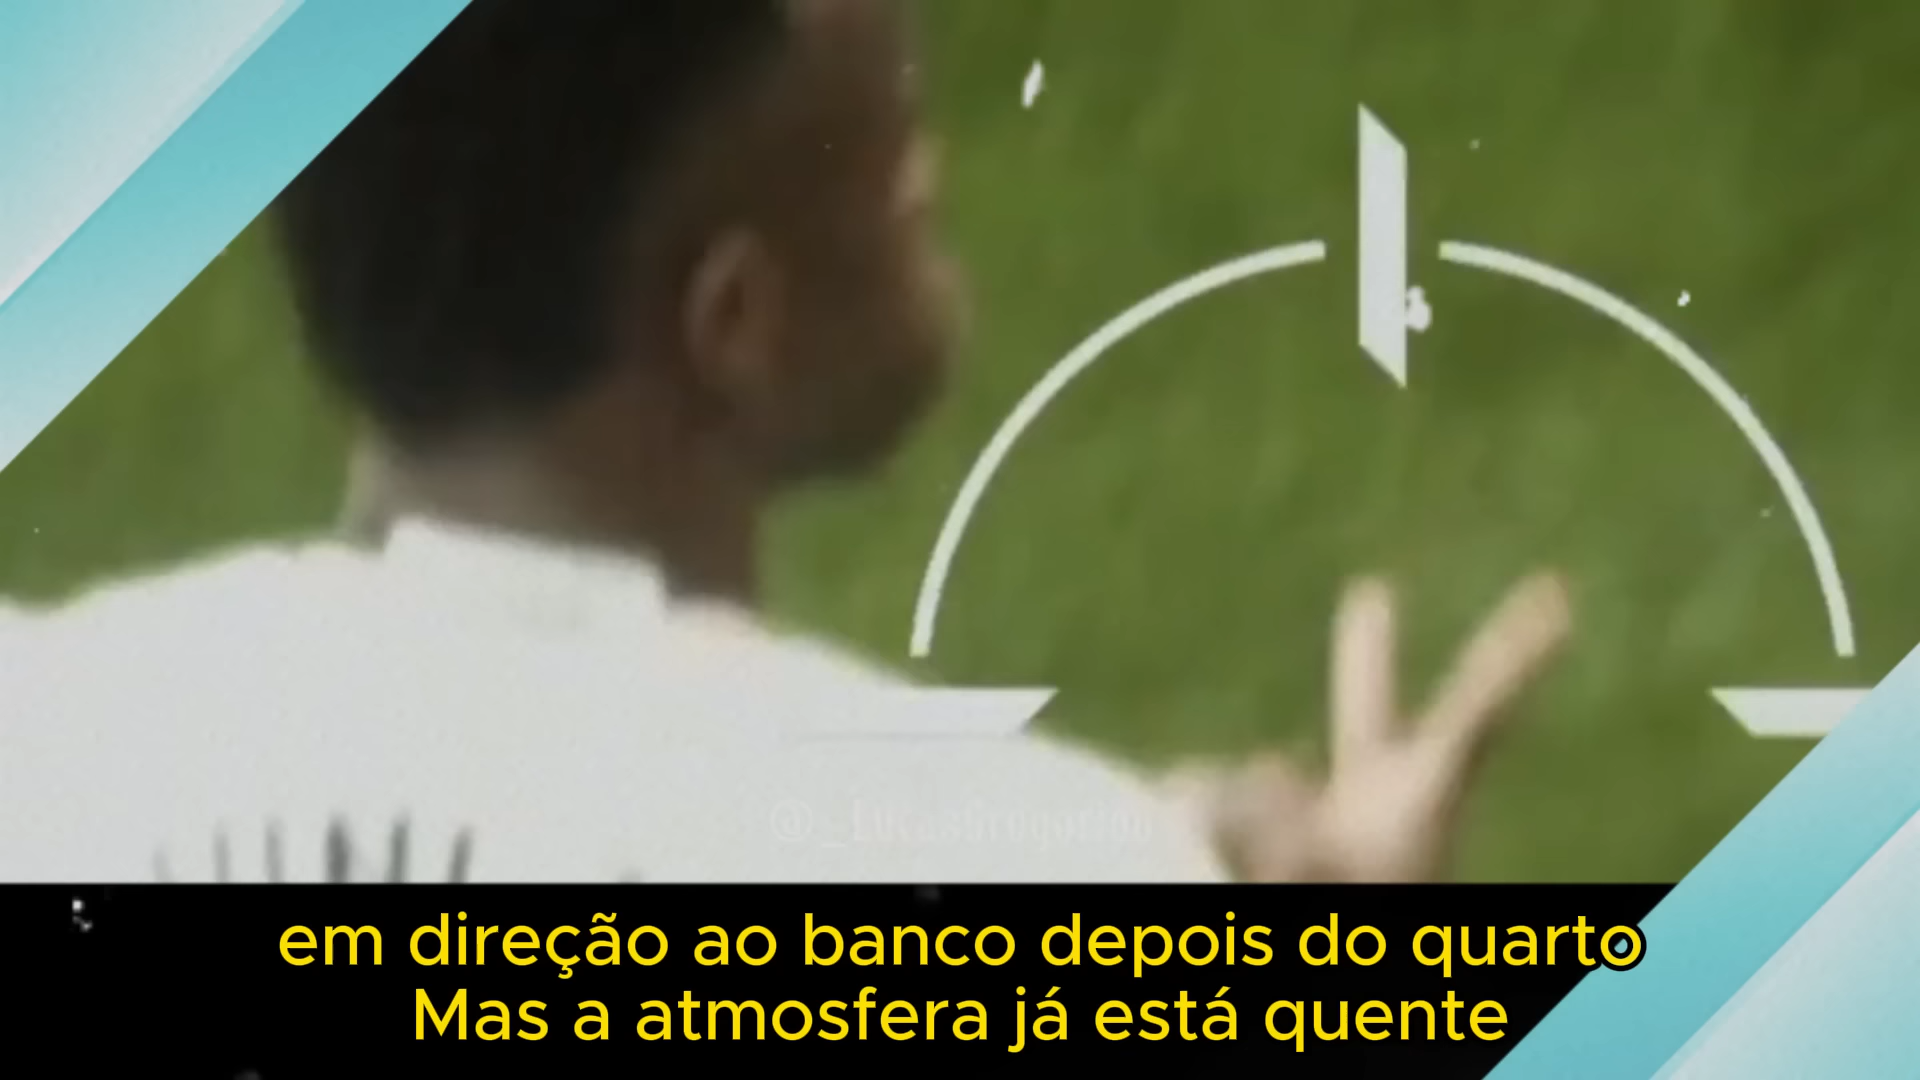 em direção ao banco depois do quarto
Mas a atmosfera já está quente